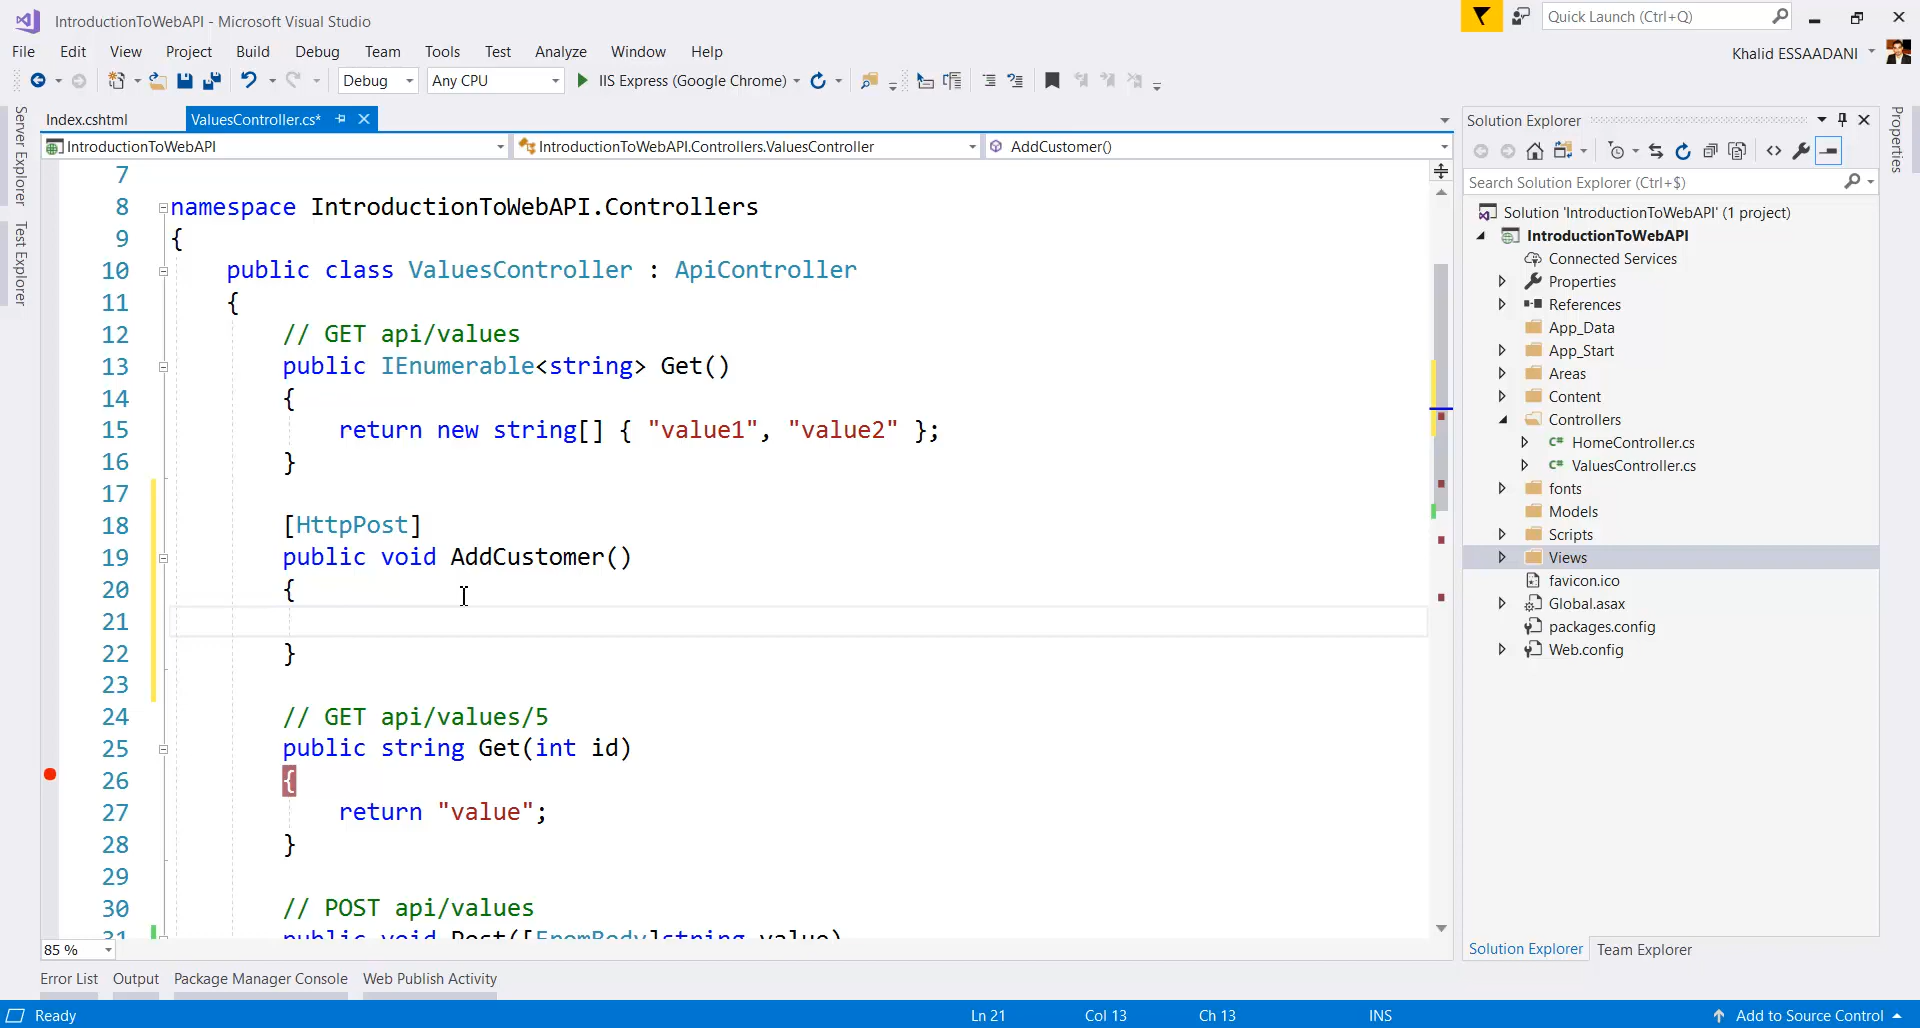 IntroductionToWebAPI - Microsoft Visual Studio
Quick Launch (Ctrl+Q)
File Edit View Project Build Debug Team Tools Test Analyze Window Help
Khalid ESSAADANI
Debug Any CPU IIS Express (Google Chrome)
Server Explorer
Test Explorer
Index.cshtml ValuesController.cs*
IntroductionToWebAPI IntroductionToWebAPI.Controllers.ValuesController AddCustomer()
7
8 namespace IntroductionToWebAPI.Controllers
9 {
10 public class ValuesController : ApiController
11 {
12 // GET api/values
13 public IEnumerable<string> Get()
14 {
15 return new string[] { "value1", "value2" };
16 }
17
18 [HttpPost]
19 public void AddCustomer()
20 {
21
22 }
23
24 // GET api/values/5
25 public string Get(int id)
26 {
27 return "value";
28 }
29
30 // POST api/values
31 public void Post([FromBody]string value)
85 %
Solution Explorer
Search Solution Explorer (Ctrl+$)
Solution 'IntroductionToWebAPI' (1 project)
IntroductionToWebAPI
Connected Services
Properties
References
App_Data
App_Start
Areas
Content
Controllers
C# HomeController.cs
C# ValuesController.cs
fonts
Models
Scripts
Views
favicon.ico
Global.asax
packages.config
Web.config
Solution Explorer Team Explorer
Properties
Error List Output Package Manager Console Web Publish Activity
Ready Ln 21 Col 13 Ch 13 INS Add to Source Control